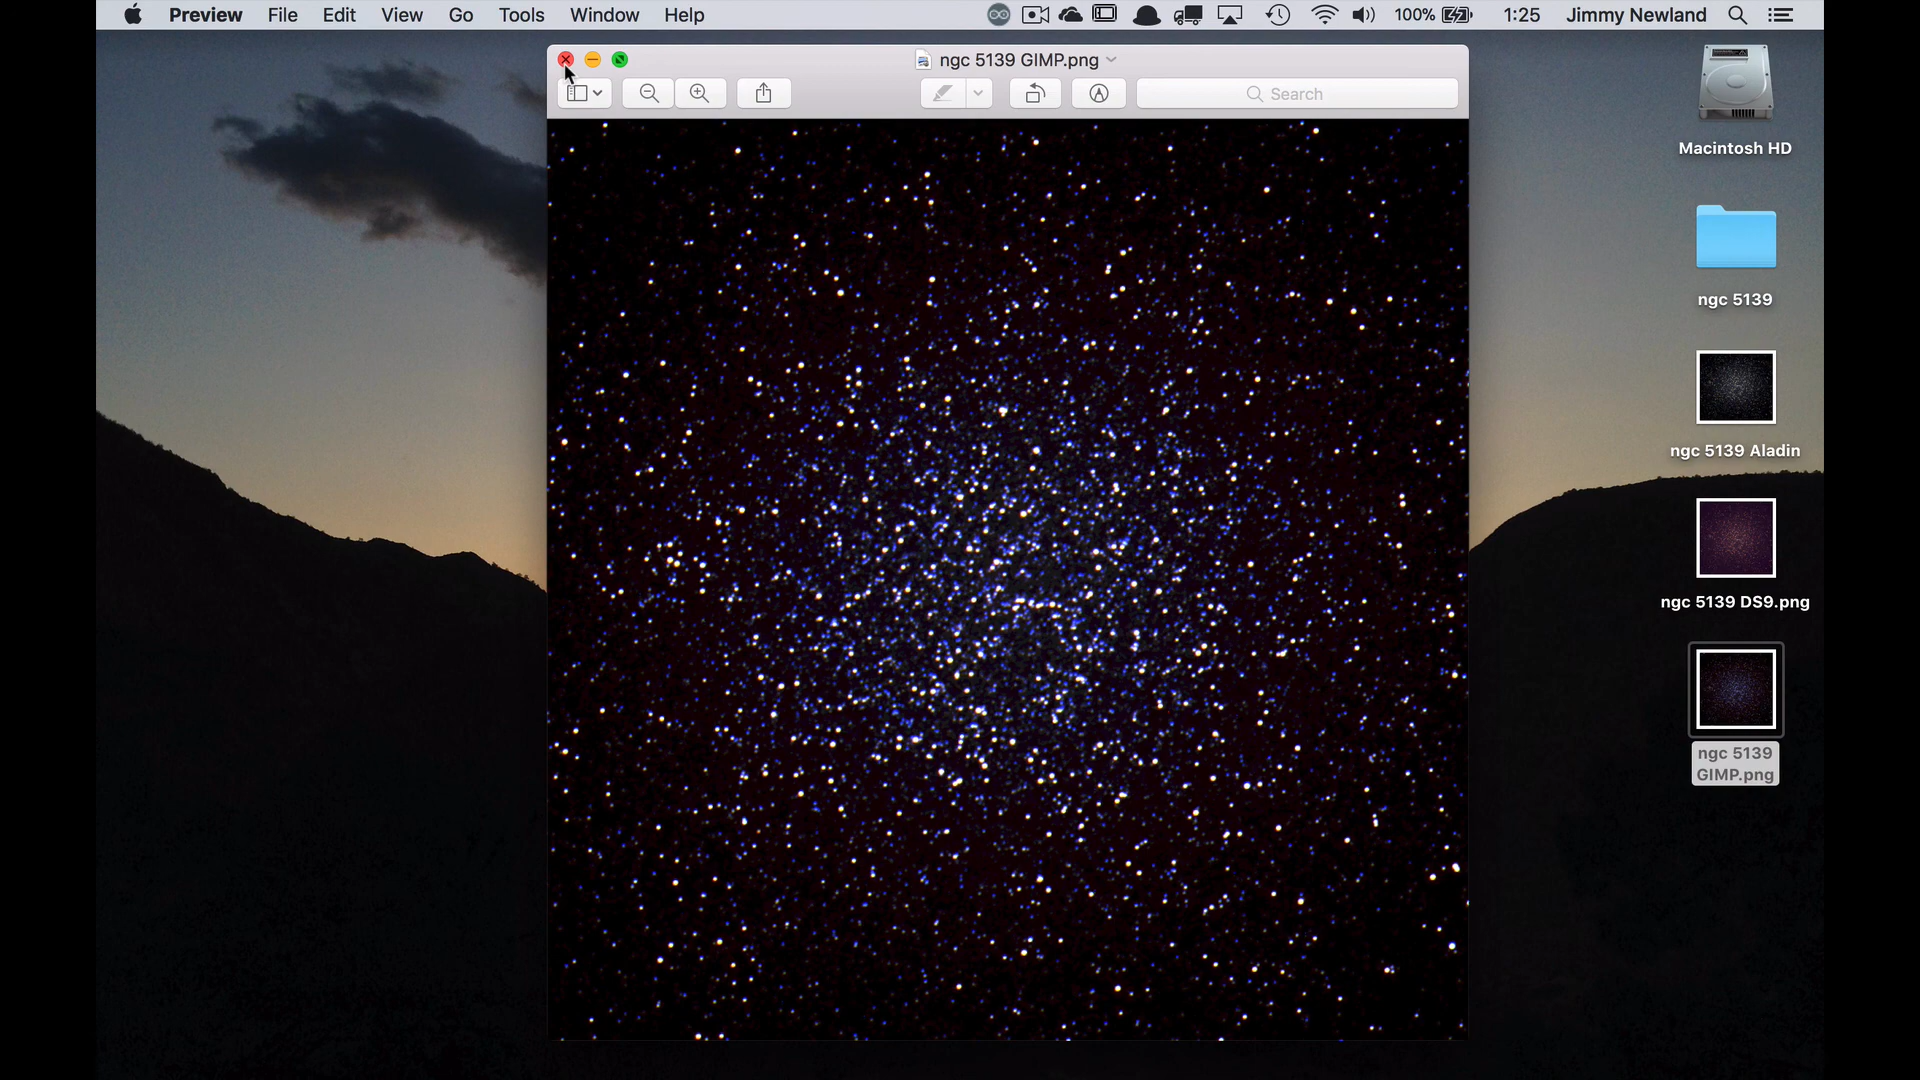 Preview File Edit View Go Tools Window Help 100% 1:25 Jimmy Newland
ngc 5139 GIMP.png
Search
Macintosh HD
ngc 5139
ngc 5139 Aladin
ngc 5139 DS9.png
ngc 5139
GIMP.png